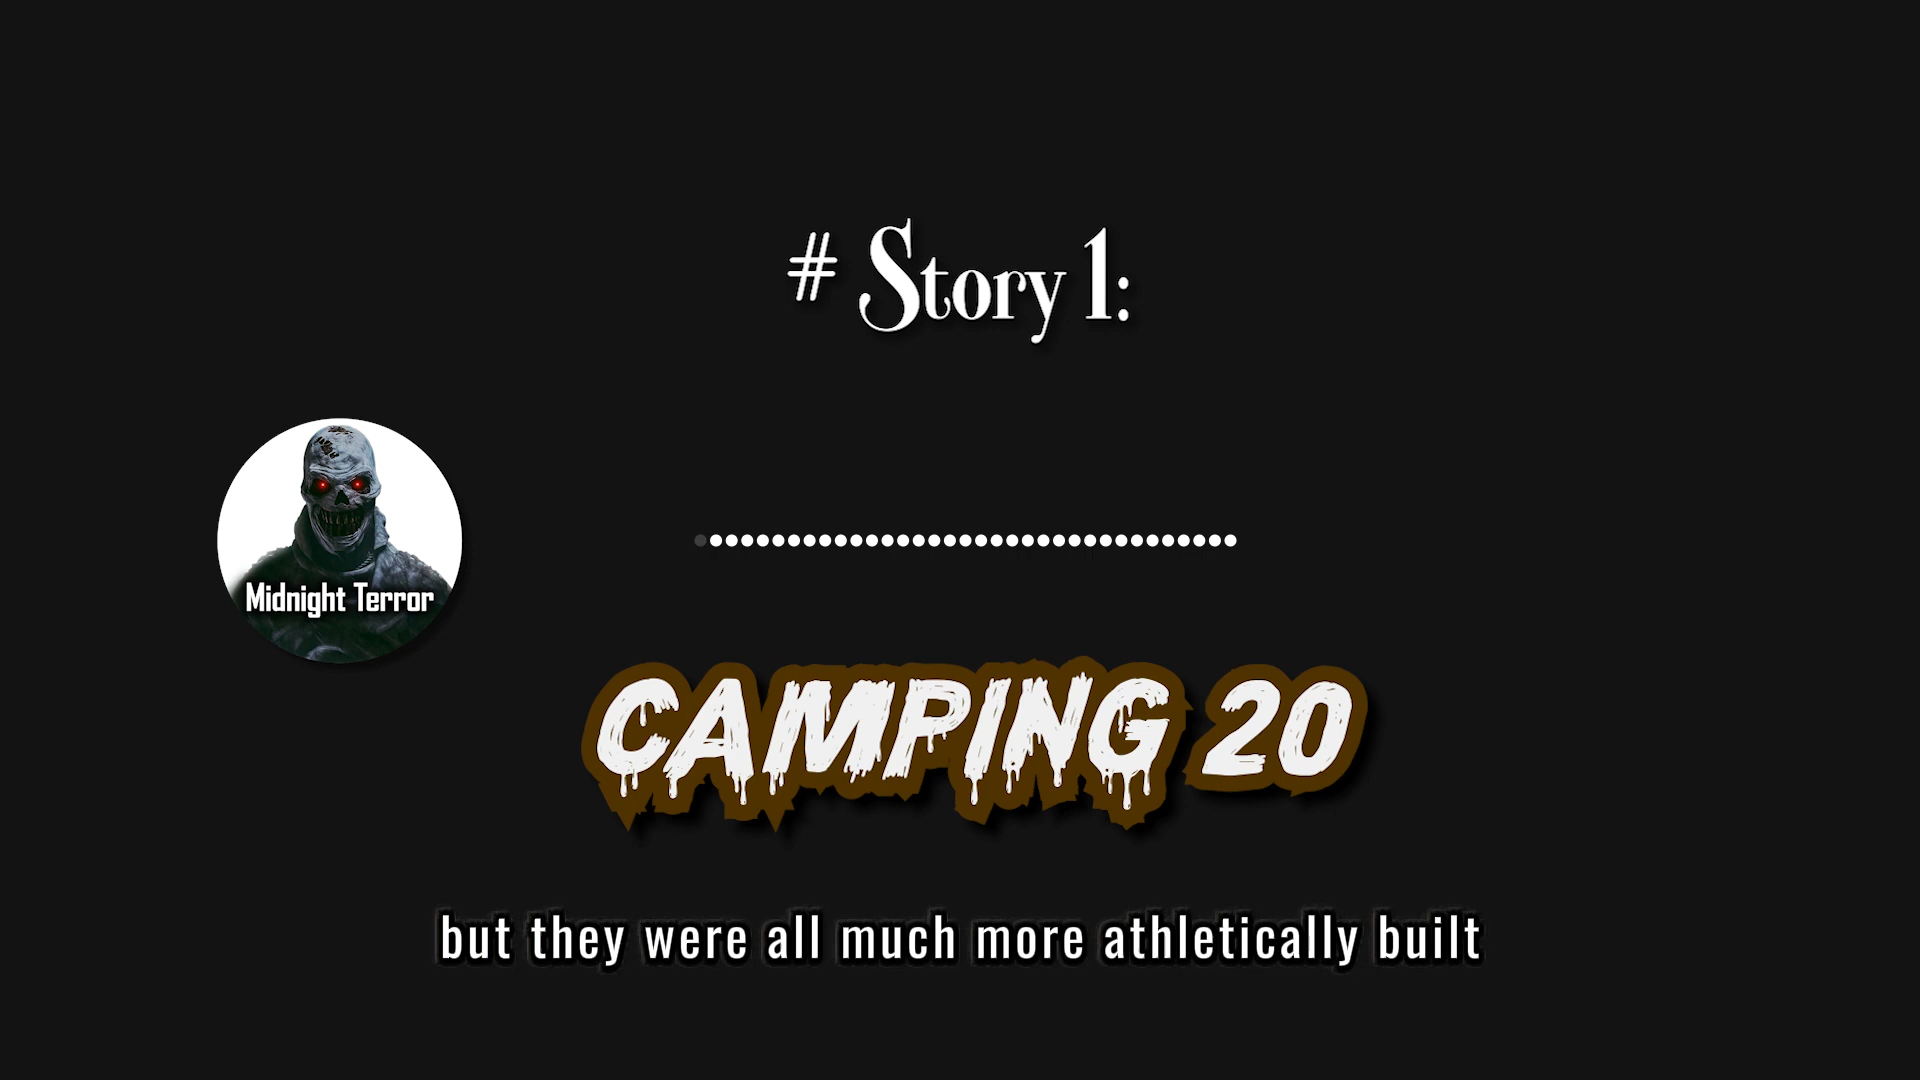 # Story 1:
Midnight Terror
CAMPING 20
but they were all much more athletically built